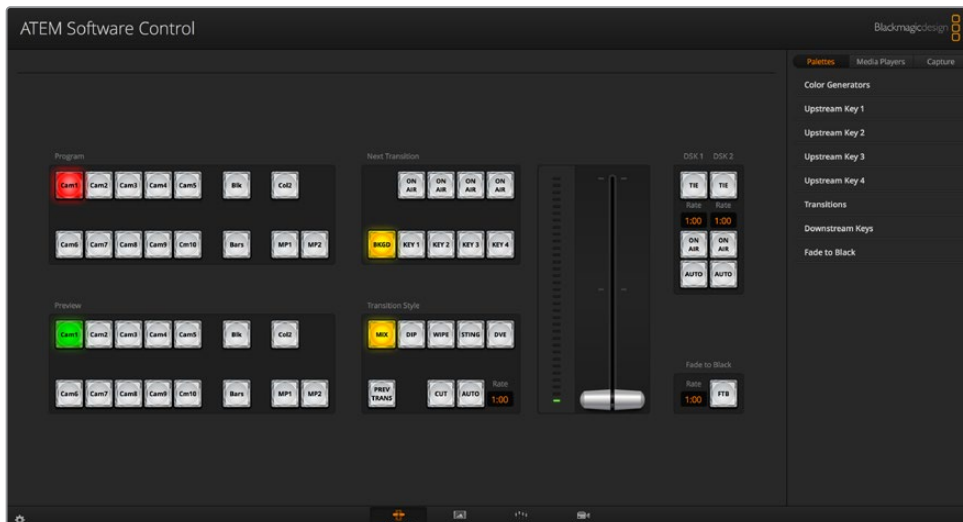 ATEM Software Control
Blackmagicdesign
Palettes Media Players Capture
Color Generators
Upstream Key 1
Upstream Key 2
Upstream Key 3
Upstream Key 4
Transitions
Downstream Keys
Fade to Black
Program
Cam1 Cam2 Cam3 Cam4 Cam5 Blk Col2
Cam6 Cam7 Cam8 Cam9 Cm10 Bars MP1 MP2
Next Transition
ON AIR ON AIR ON AIR ON AIR
BKGD KEY 1 KEY 2 KEY 3 KEY 4
DSK 1 DSK 2
TIE TIE
Rate Rate
1:00 1:00
ON AIR ON AIR
AUTO AUTO
Preview
Cam1 Cam2 Cam3 Cam4 Cam5 Blk Col2
Cam6 Cam7 Cam8 Cam9 Cm10 Bars MP1 MP2
Transition Style
MIX DIP WIPE STING DVE
PREV TRANS CUT AUTO Rate 1:00
Fade to Black
Rate
1:00 FTB